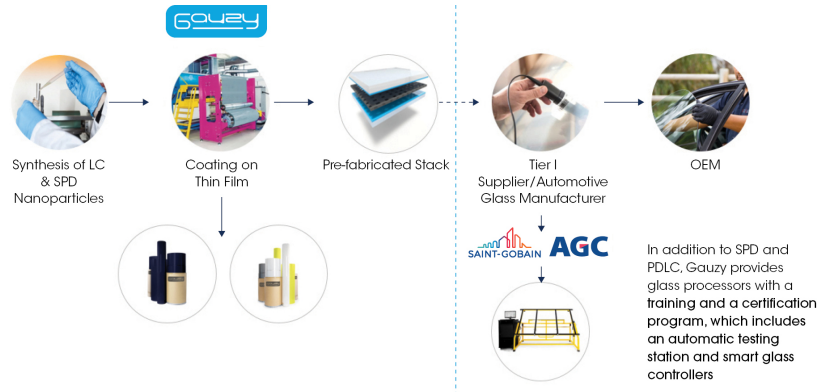 Gauzy
Synthesis of LC
& SPD
Nanoparticles
Coating on
Thin Film
Pre-fabricated Stack
Tier I
Supplier/Automotive
Glass Manufacturer
OEM
SAINT-GOBAIN
AGC
In addition to SPD and
PDLC, Gauzy provides
glass processors with a
training and a certification
program, which includes
an automatic testing
station and smart glass
controllers